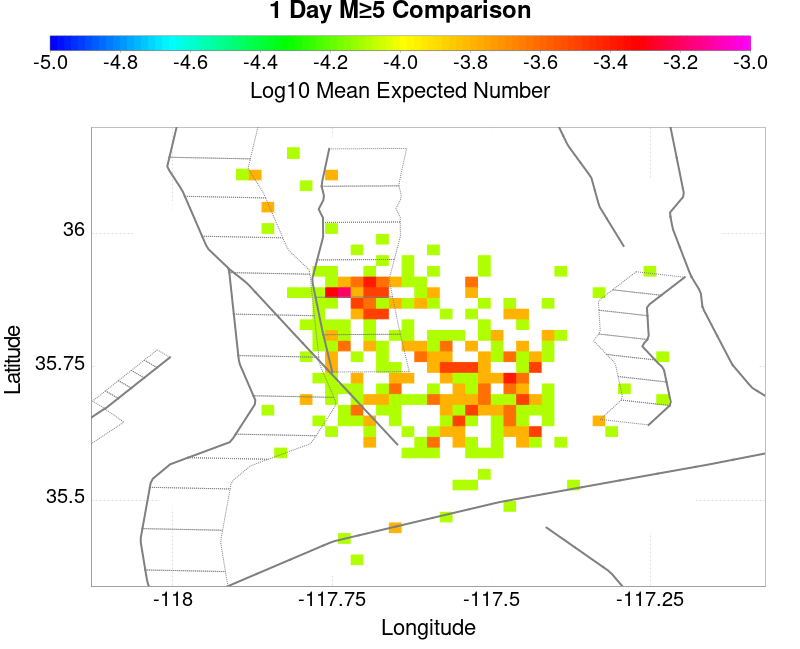 1 Day M≥5 Comparison
-5.0 -4.8 -4.6 -4.4 -4.2 -4.0 -3.8 -3.6 -3.4 -3.2 -3.0
Log10 Mean Expected Number
36
35.75
35.5
Latitude
-118 -117.75 -117.5 -117.25
Longitude